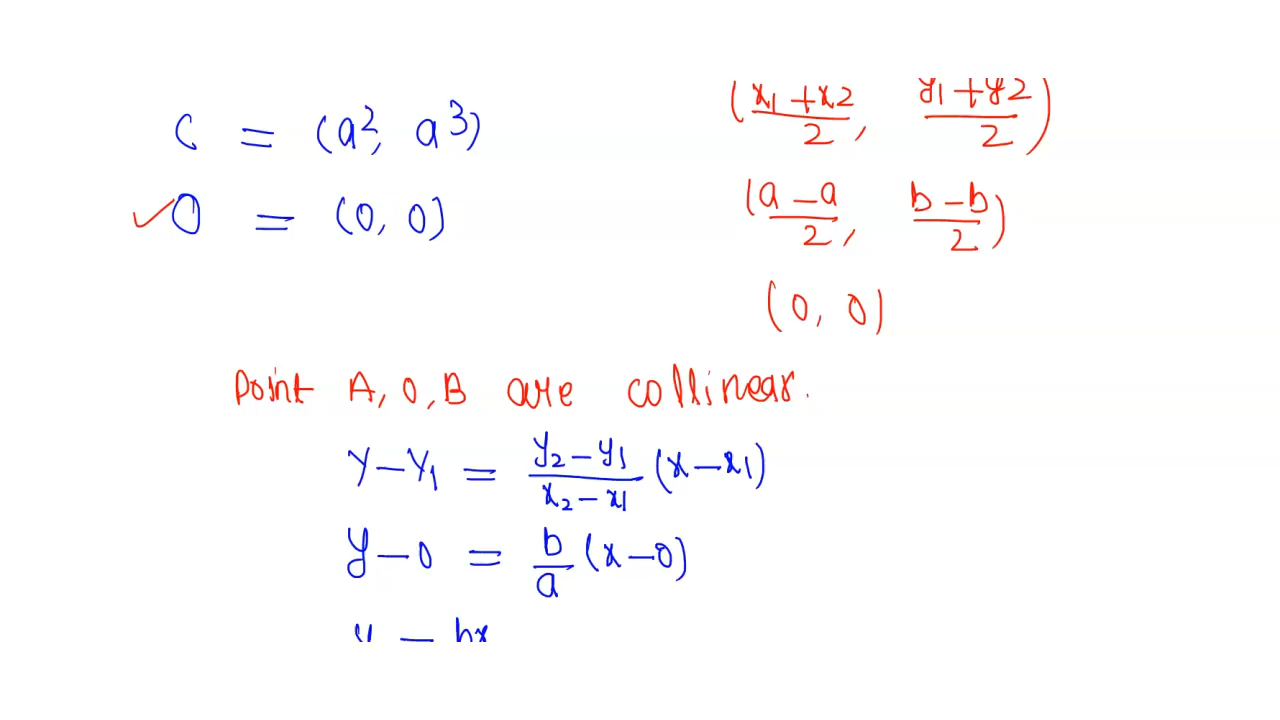 C = (a², a³)
(x₁+x2/2, y₁+y2/2)
O = (0, 0)
(a-a/2, b-b/2)
(0, 0)
Point A, O, B are collinear.
y-y₁ = y₂-y₁/x₂-x₁ (x-x₁)
y-0 = b/a (x-0)
y = bx